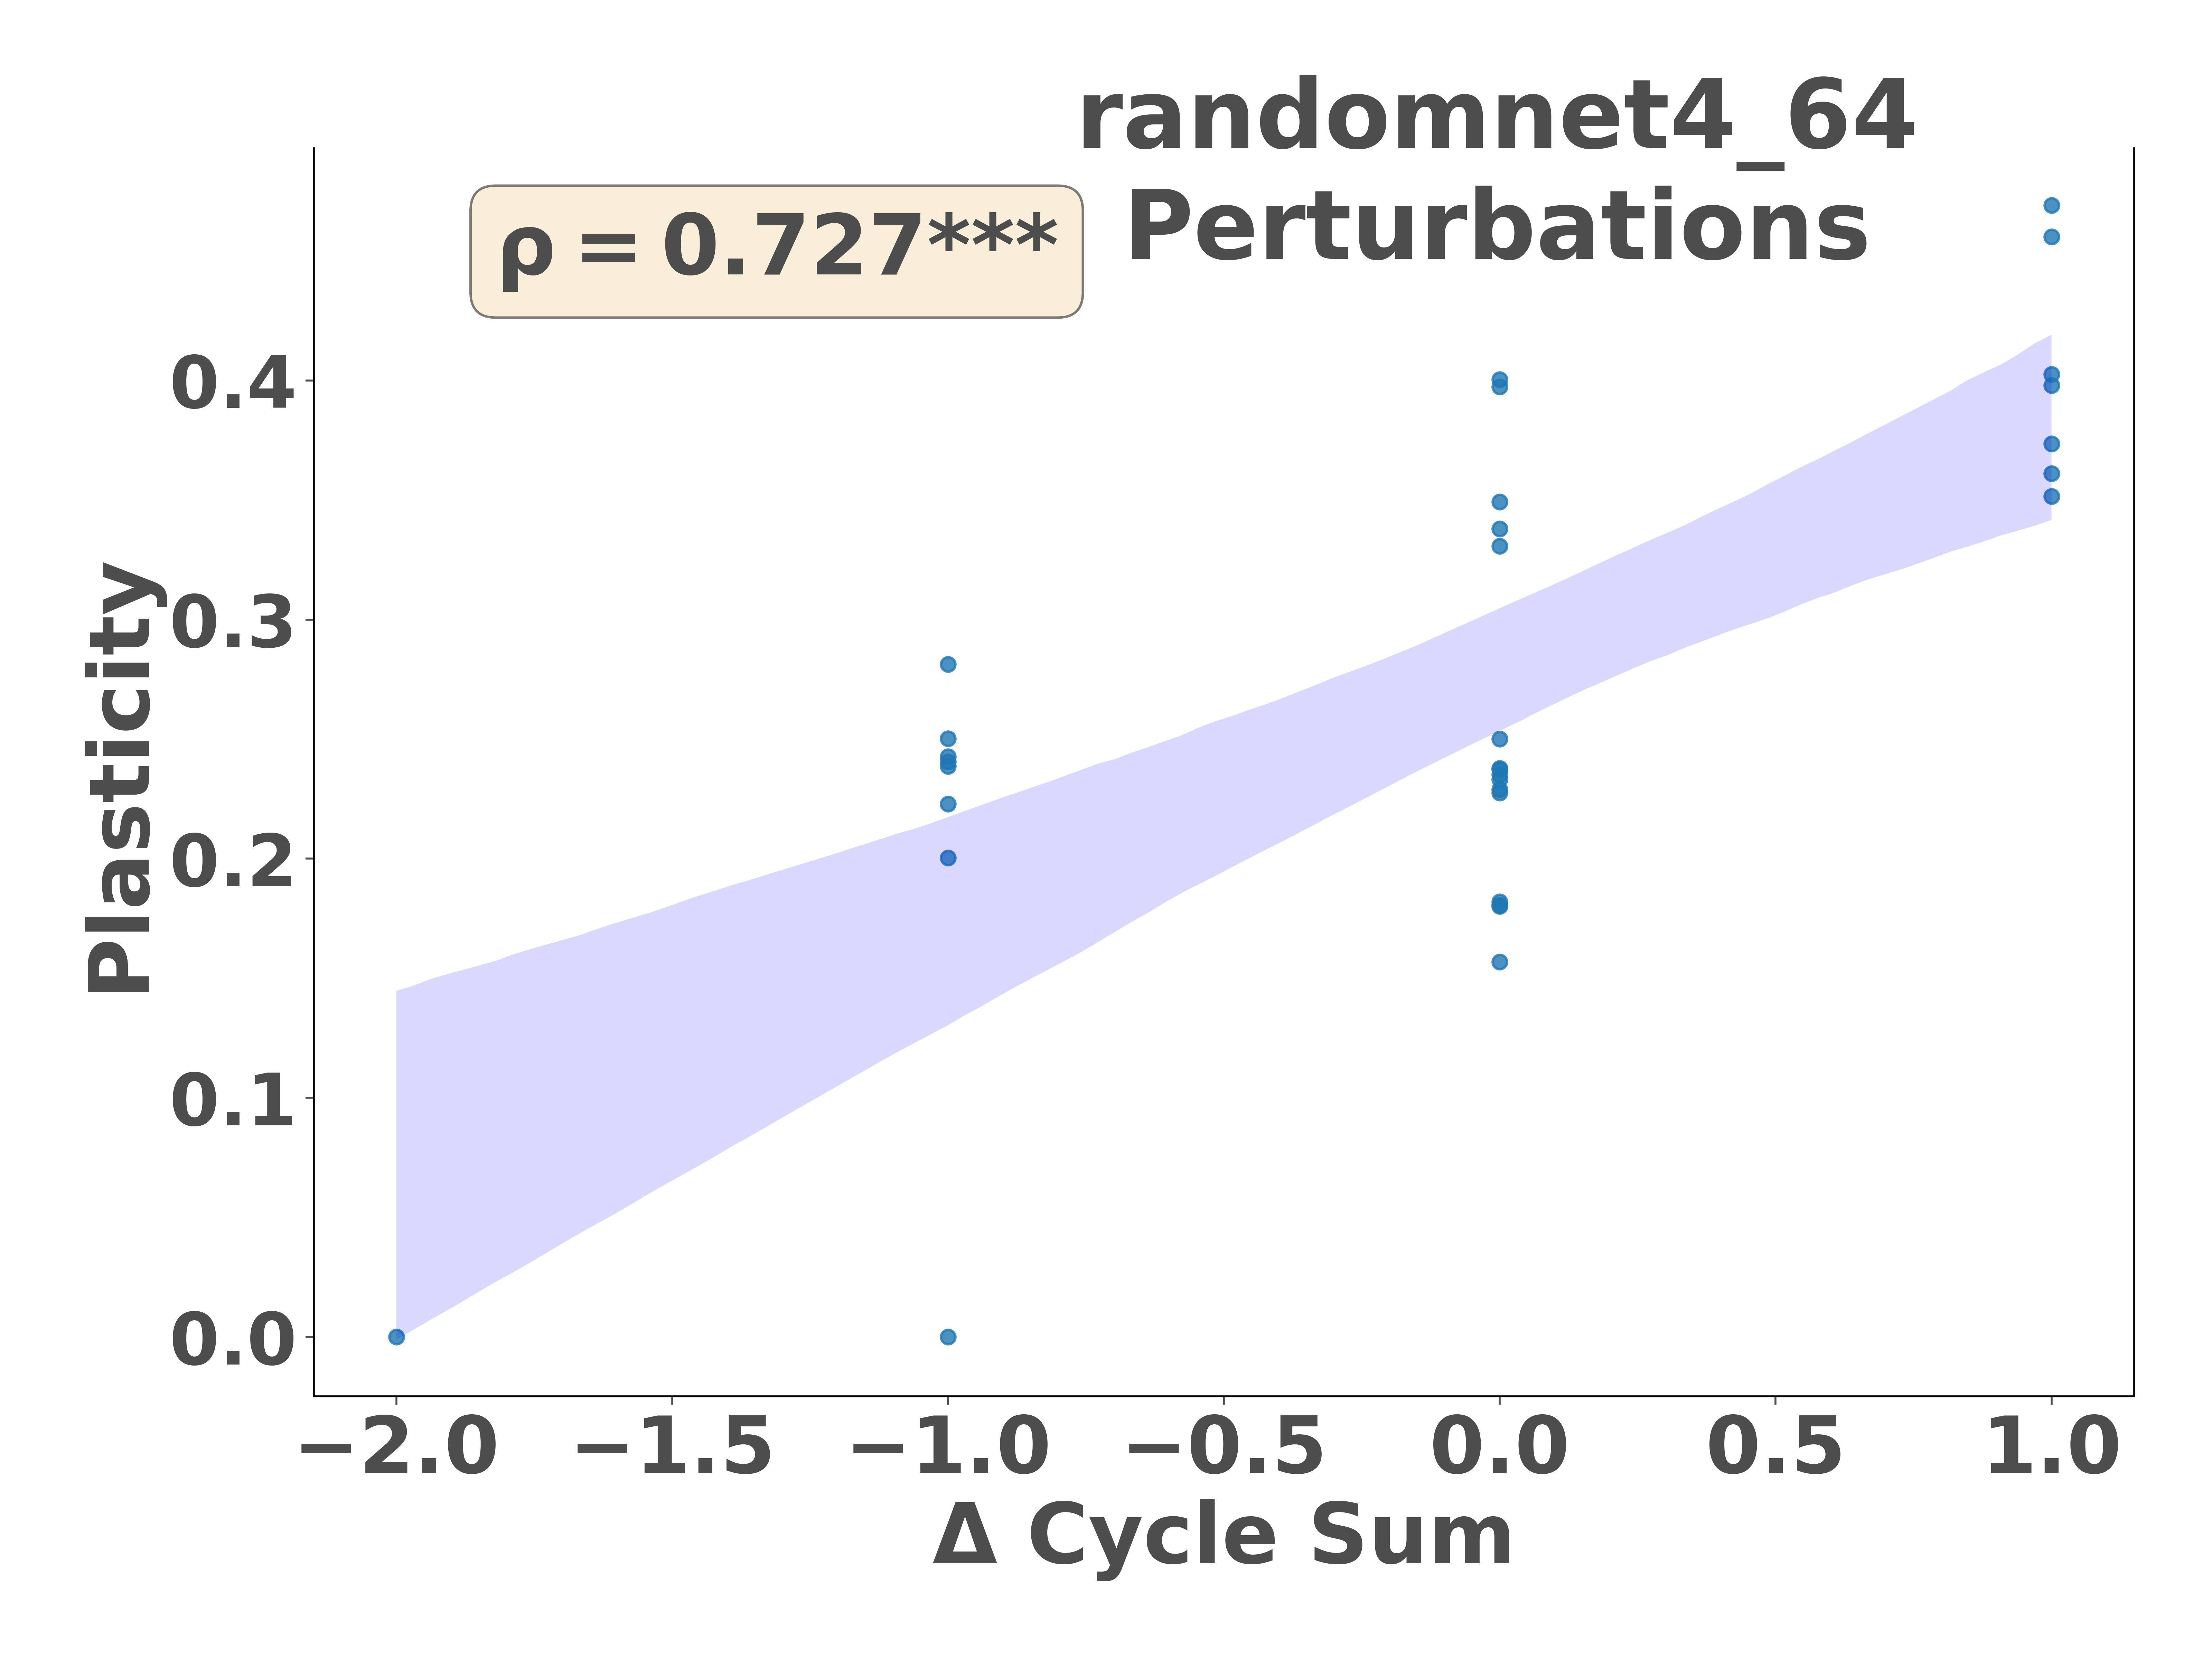 randomnet4_64
Perturbations
ρ = 0.727***
Plasticity
0.4
0.3
0.2
0.1
0.0
−2.0 −1.5 −1.0 −0.5 0.0 0.5 1.0
Δ Cycle Sum